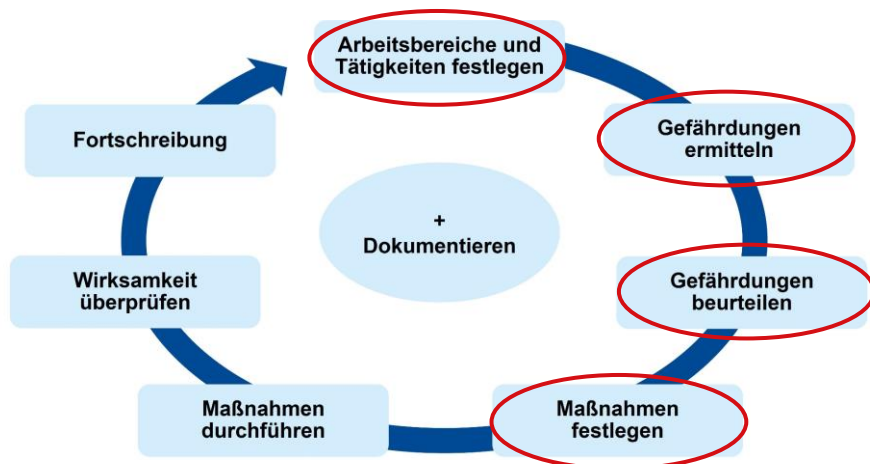 Arbeitsbereiche und
Tätigkeiten festlegen
Gefährdungen
ermitteln
Gefährdungen
beurteilen
Maßnahmen
festlegen
Maßnahmen
durchführen
Wirksamkeit
überprüfen
Fortschreibung
+
Dokumentieren